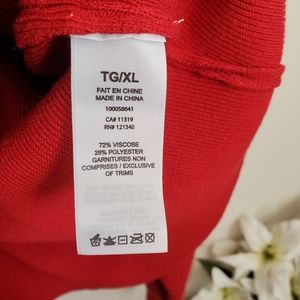 TG/XL
FAIT EN CHINE
MADE IN CHINA
100058641
CA# 11319
RN# 121340
72% VISCOSE
28% POLYESTER
GARNITURES NON
COMPRISES / EXCLUSIVE
OF TRIMS